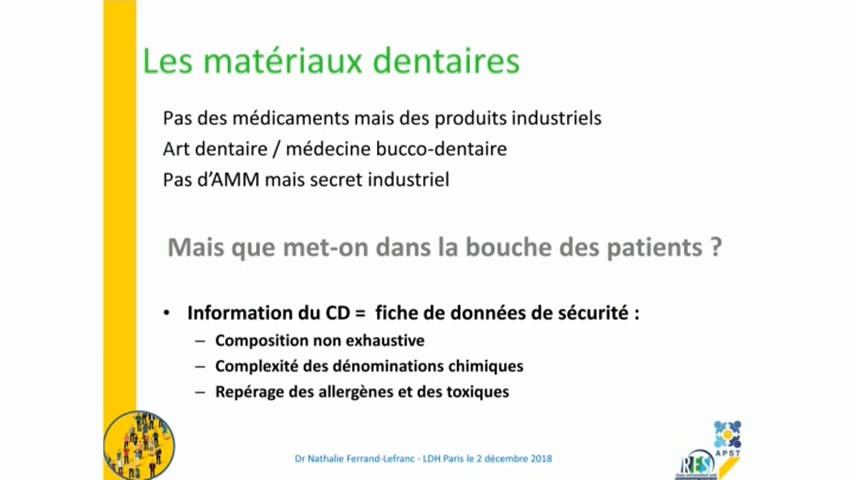 Les matériaux dentaires
Pas des médicaments mais des produits industriels
Art dentaire / médecine bucco-dentaire
Pas d’AMM mais secret industriel
Mais que met-on dans la bouche des patients ?
• Information du CD = fiche de données de sécurité :
– Composition non exhaustive
– Complexité des dénominations chimiques
– Repérage des allergènes et des toxiques
Dr Nathalie Ferrand-Lefranc - LDH Paris le 2 décembre 2018
APST
RES